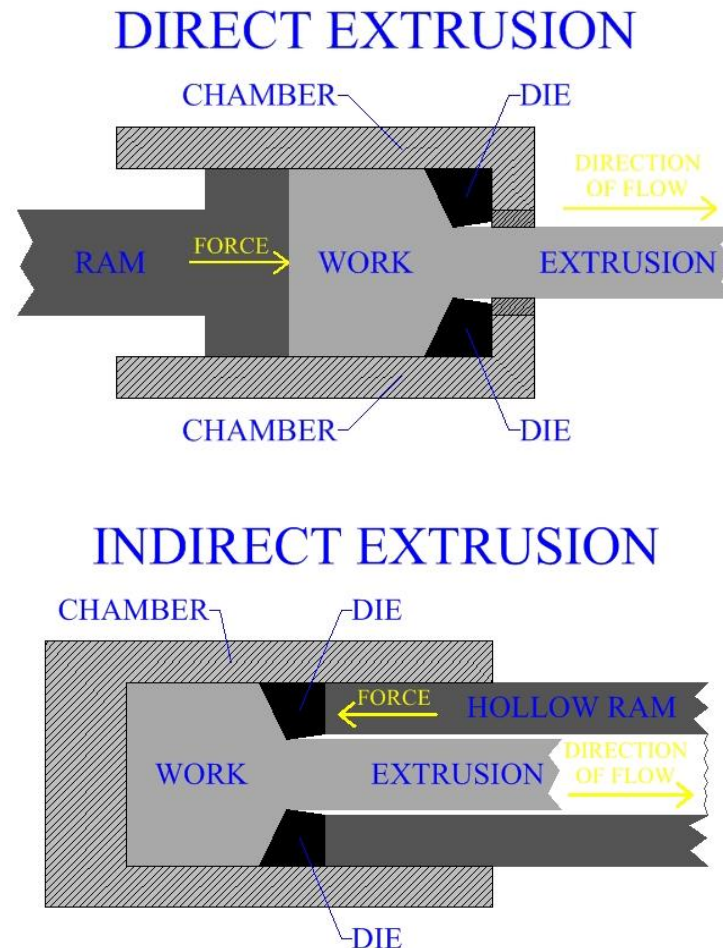 DIRECT EXTRUSION
CHAMBER
DIE
DIRECTION
OF FLOW
RAM
FORCE
WORK
EXTRUSION
CHAMBER
DIE
INDIRECT EXTRUSION
CHAMBER
DIE
FORCE
HOLLOW RAM
WORK
EXTRUSION
DIRECTION
OF FLOW
DIE